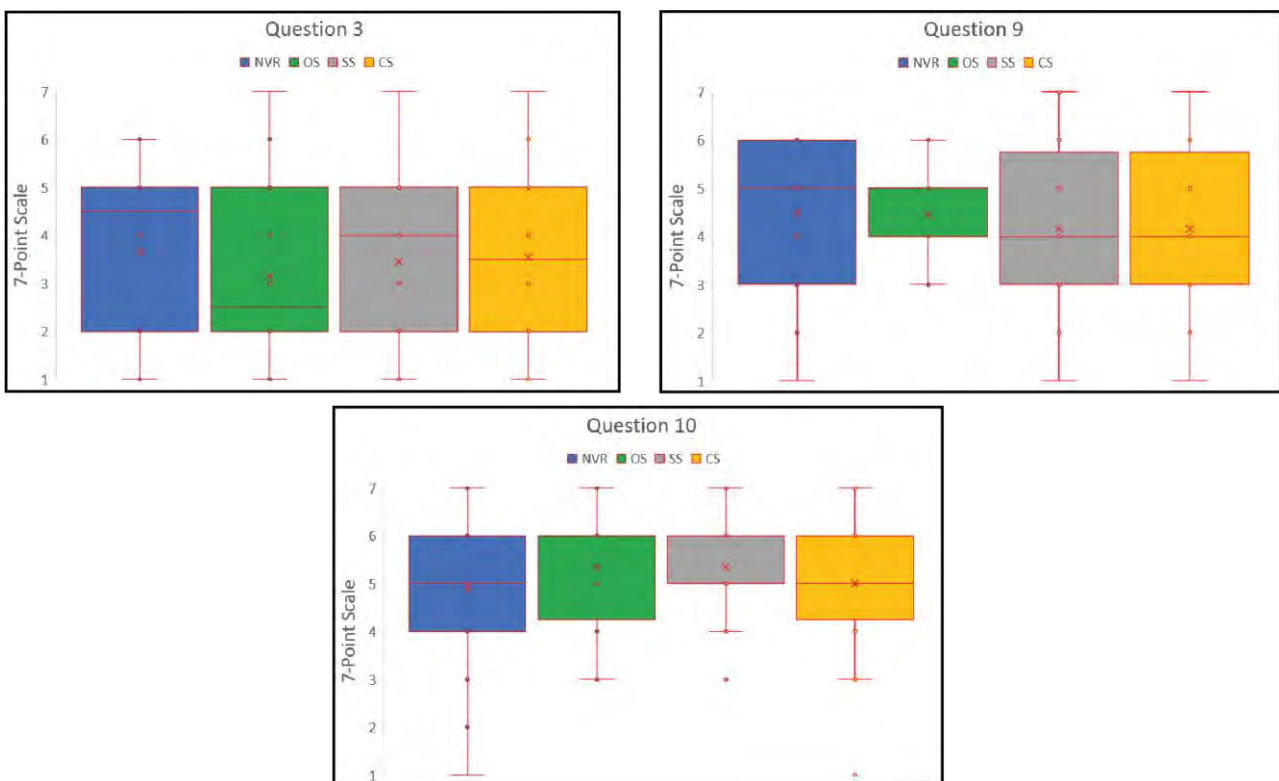 Question 3
NVR OS SS CS
7-Point Scale
7
6
5
4
3
2
1
Question 9
NVR OS SS CS
7-Point Scale
7
6
5
4
3
2
1
Question 10
NVR OS SS CS
7-Point Scale
7
6
5
4
3
2
1